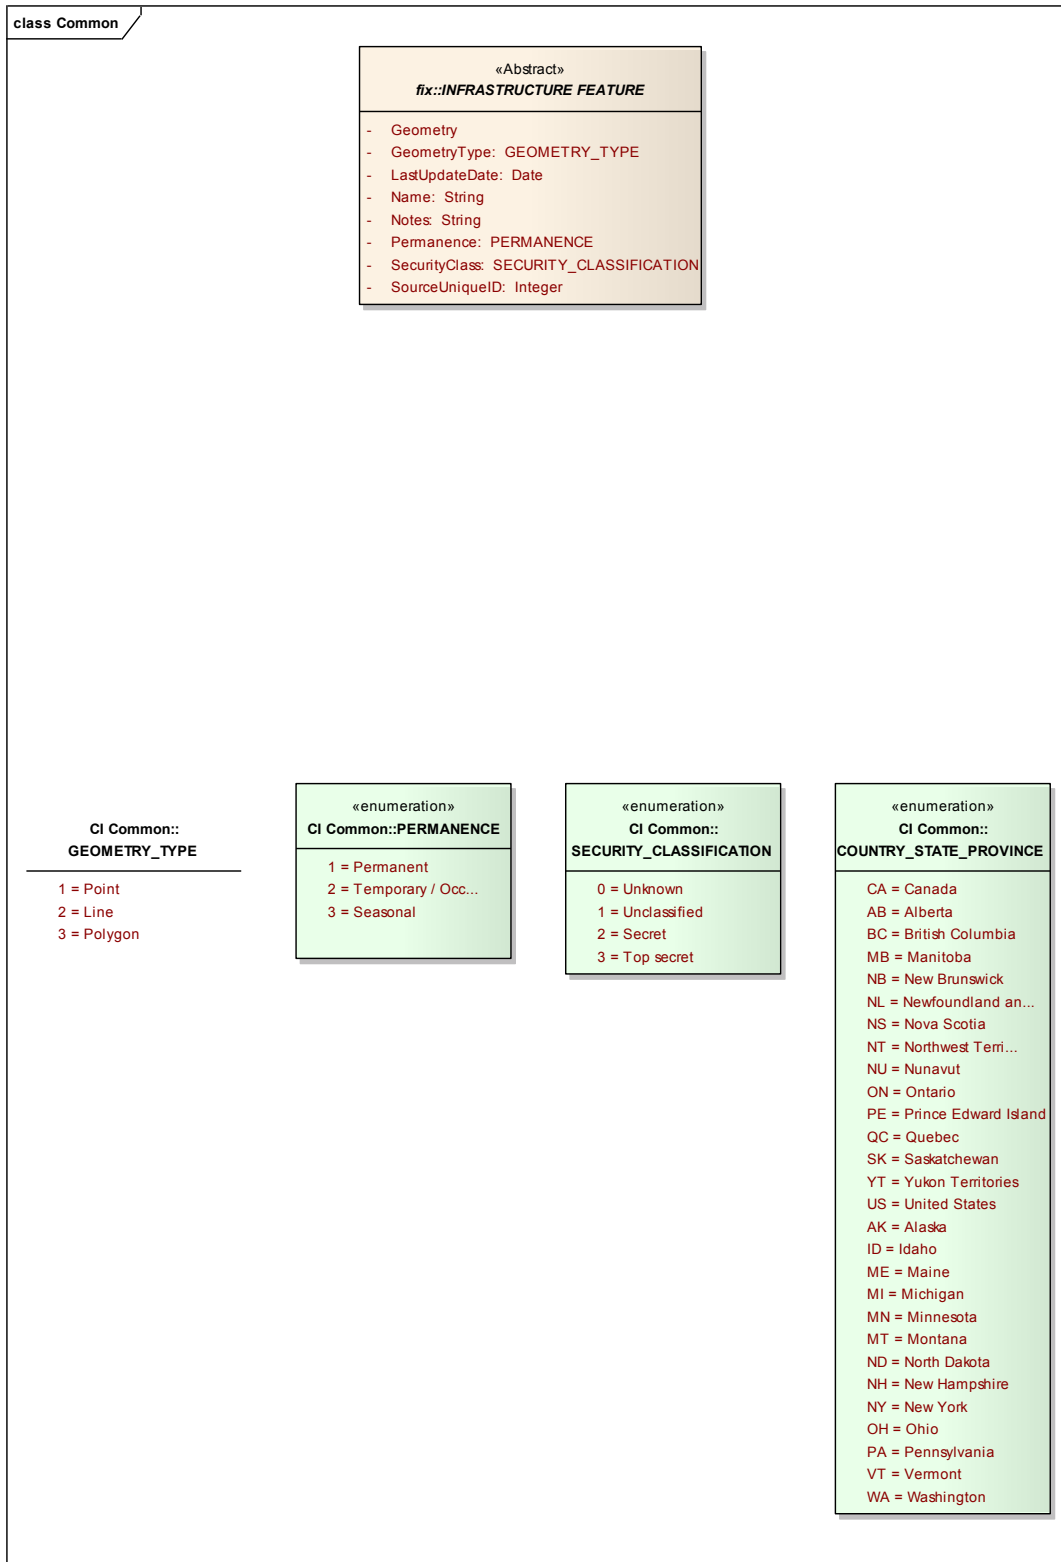 class Common
«Abstract»
fix::INFRASTRUCTURE FEATURE
- Geometry
- GeometryType: GEOMETRY_TYPE
- LastUpdateDate: Date
- Name: String
- Notes: String
- Permanence: PERMANENCE
- SecurityClass: SECURITY_CLASSIFICATION
- SourceUniqueID: Integer
CI Common::
GEOMETRY_TYPE
1 = Point
2 = Line
3 = Polygon
«enumeration»
CI Common::PERMANENCE
1 = Permanent
2 = Temporary / Occ...
3 = Seasonal
«enumeration»
CI Common::
SECURITY_CLASSIFICATION
0 = Unknown
1 = Unclassified
2 = Secret
3 = Top secret
«enumeration»
CI Common::
COUNTRY_STATE_PROVINCE
CA = Canada
AB = Alberta
BC = British Columbia
MB = Manitoba
NB = New Brunswick
NL = Newfoundland an...
NS = Nova Scotia
NT = Northwest Terri...
NU = Nunavut
ON = Ontario
PE = Prince Edward Island
QC = Quebec
SK = Saskatchewan
YT = Yukon Territories
US = United States
AK = Alaska
ID = Idaho
ME = Maine
MI = Michigan
MN = Minnesota
MT = Montana
ND = North Dakota
NH = New Hampshire
NY = New York
OH = Ohio
PA = Pennsylvania
VT = Vermont
WA = Washington